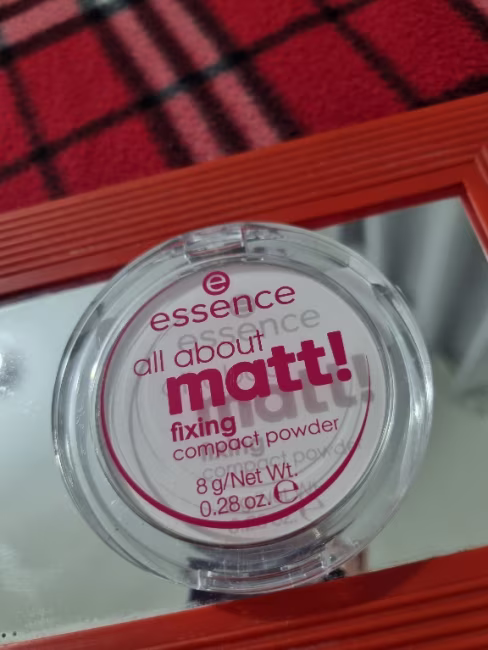 e
essence
all about
matt!
fixing
compact powder
8 g/Net Wt.
0.28 oz. ℮